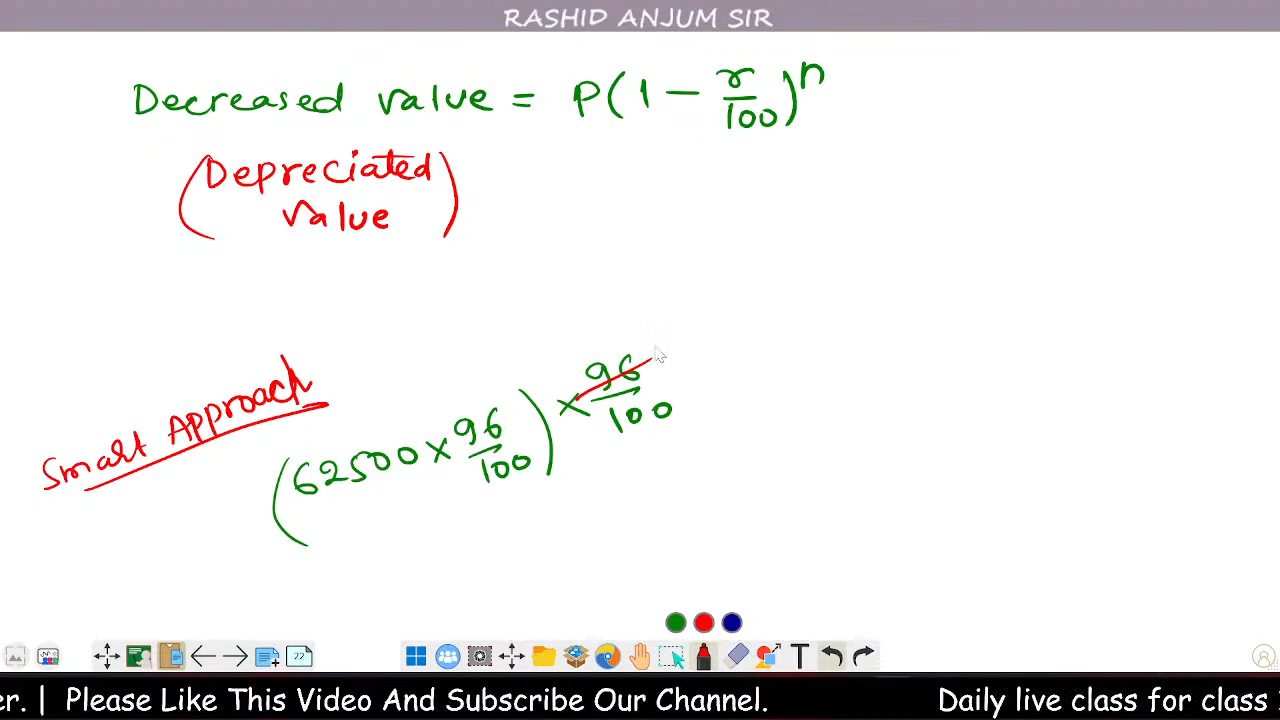 RASHID ANJUM SIR
Decreased value = P(1 - r/100)^n
(Depreciated
value)
Smart Approach
(62500 × 96/100) × 96/100
22
er. | Please Like This Video And Subscribe Our Channel. Daily live class for class